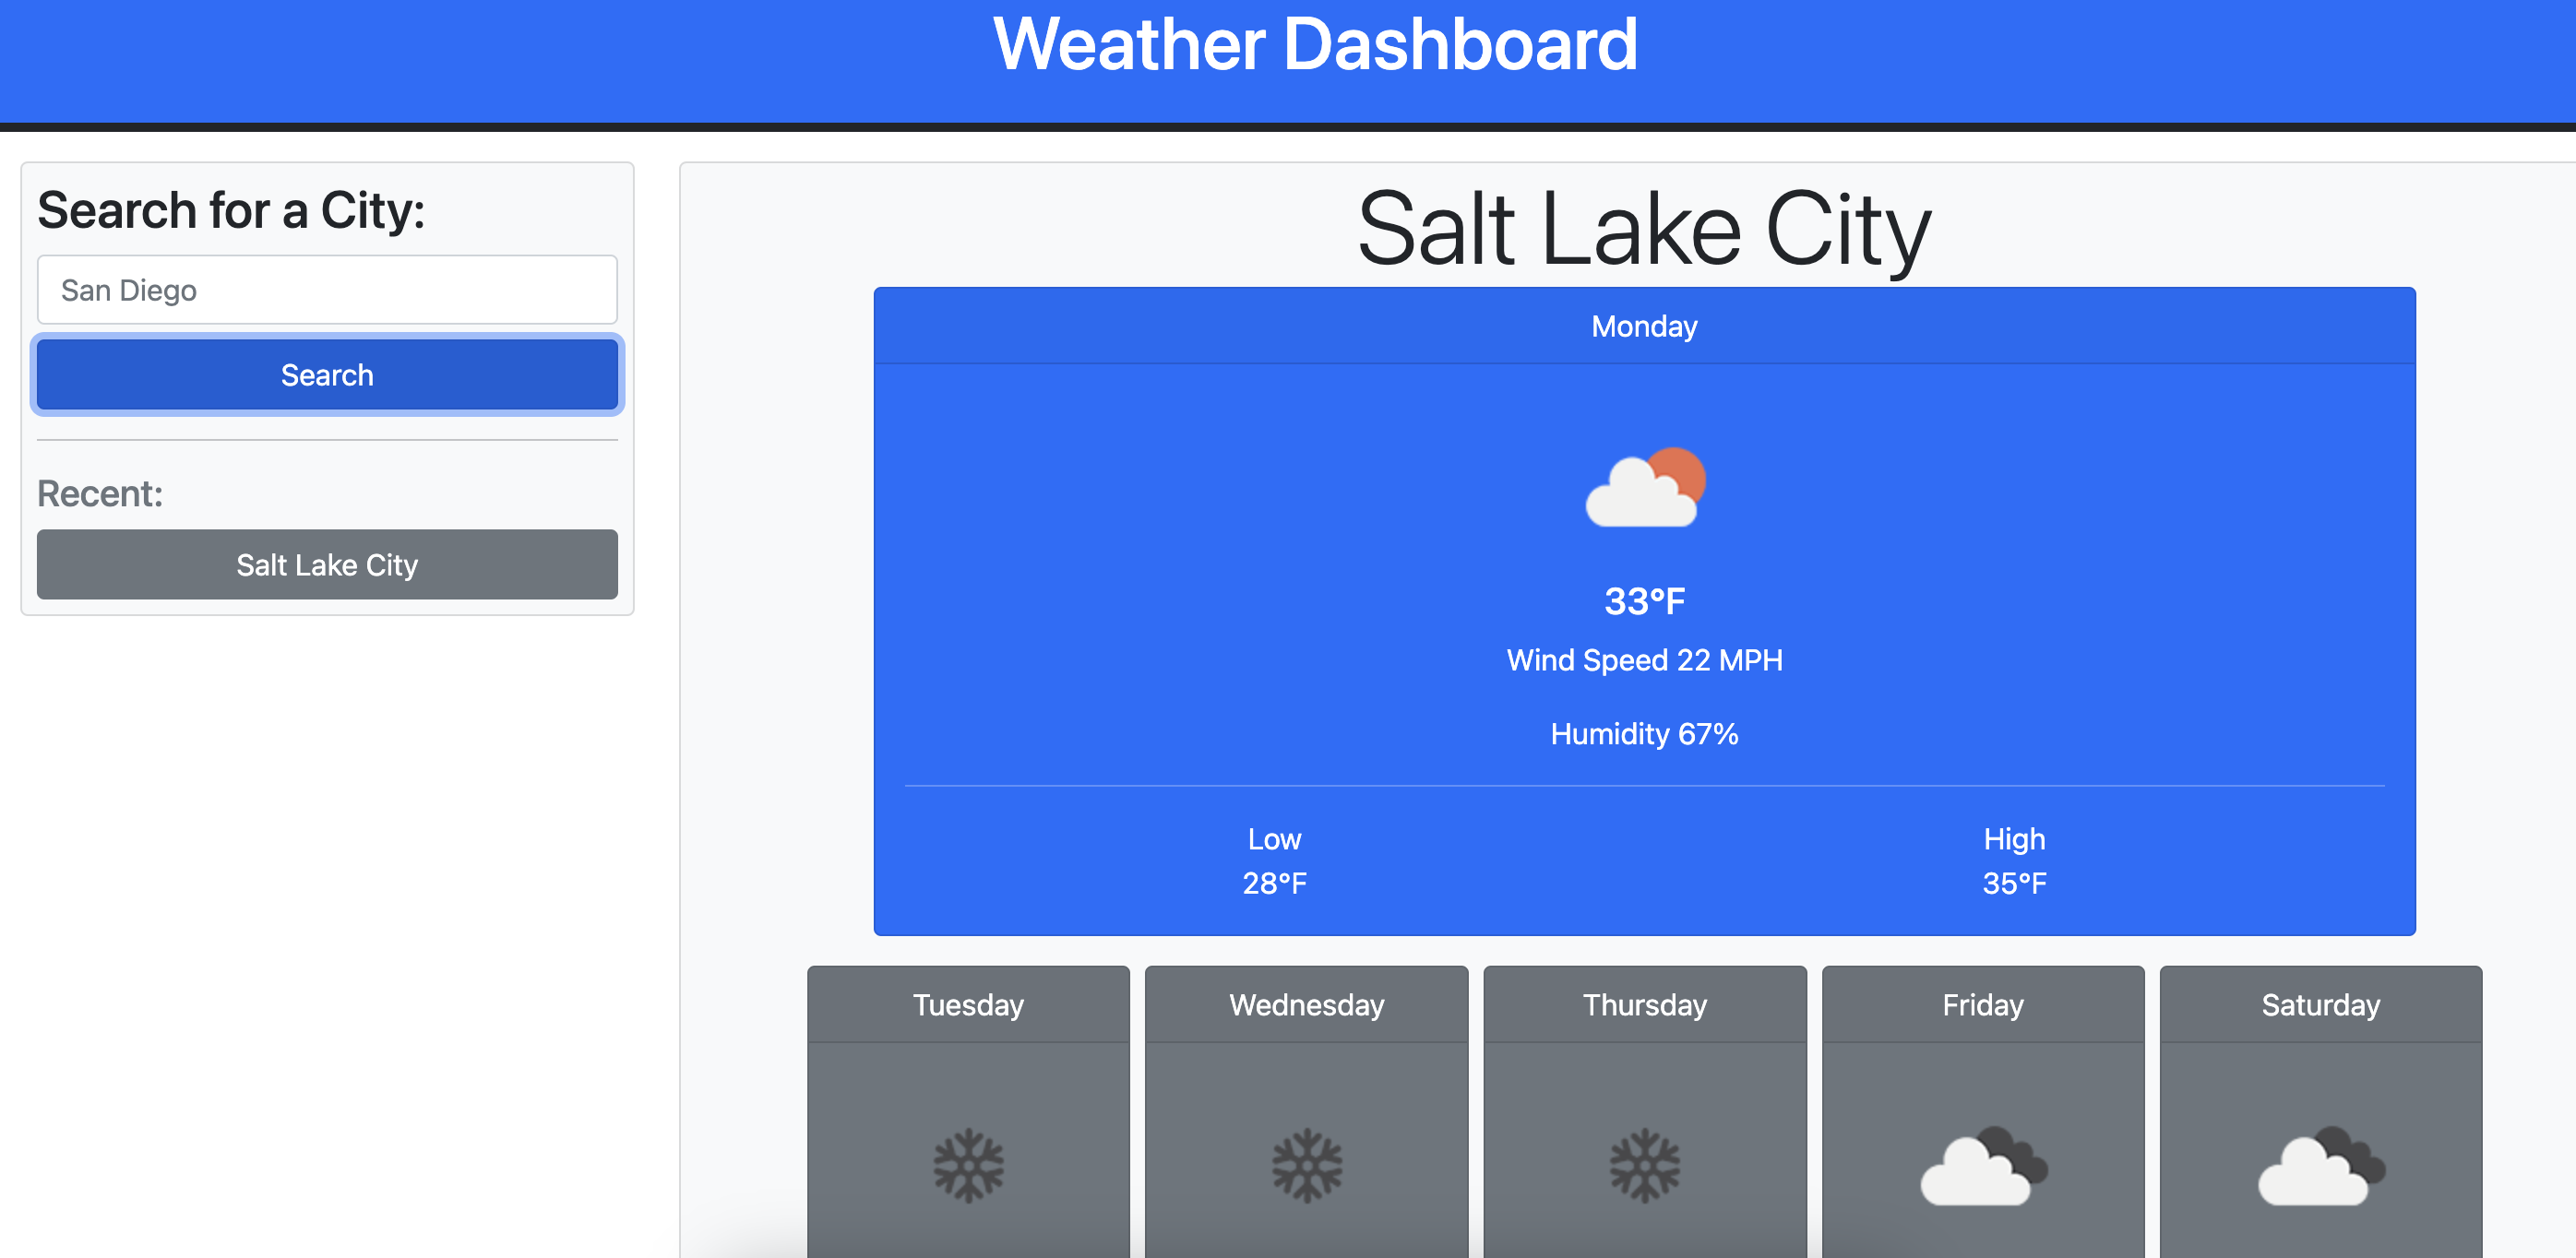 Weather Dashboard
Search for a City:
San Diego
Search
Recent:
Salt Lake City
Salt Lake City
Monday
33°F
Wind Speed 22 MPH
Humidity 67%
Low
28°F
High
35°F
Tuesday
Wednesday
Thursday
Friday
Saturday